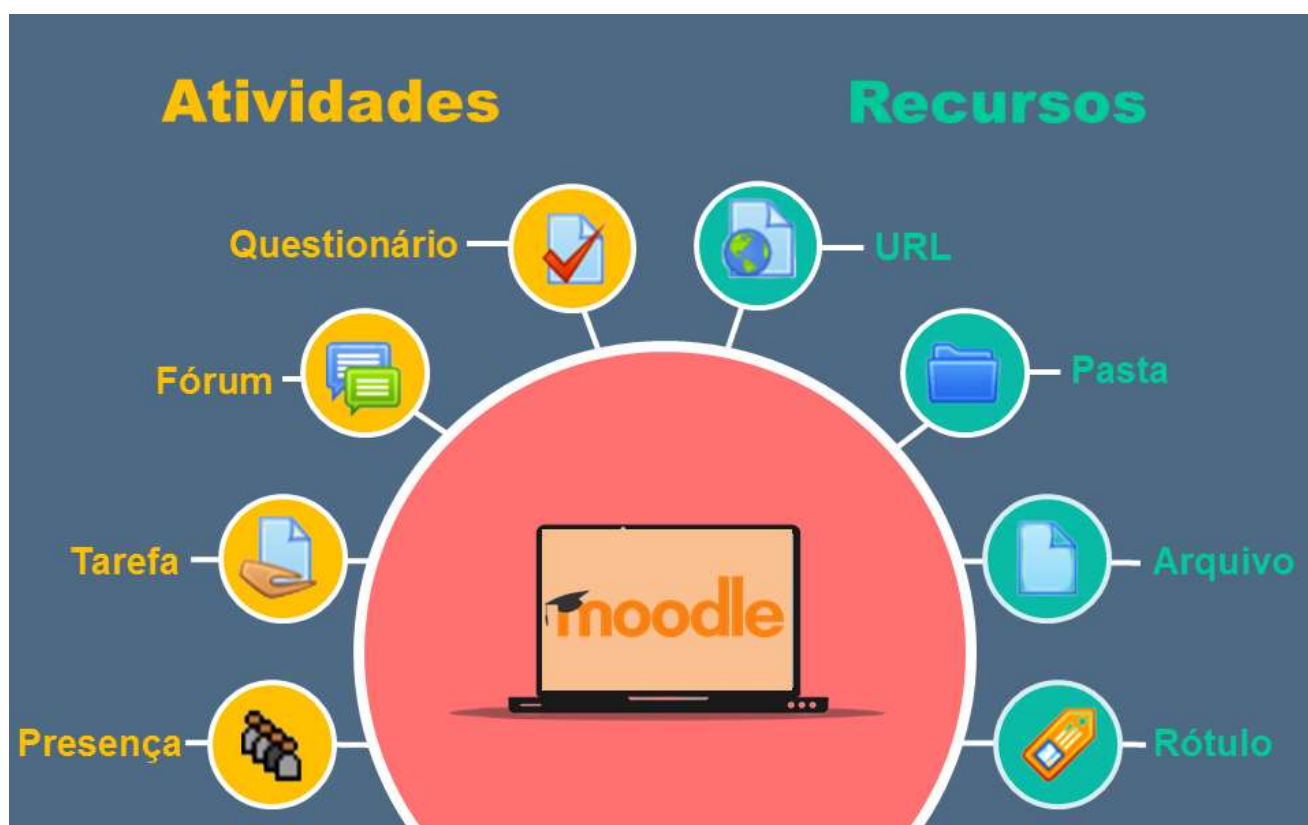 Atividades
Recursos
Questionário
URL
Fórum
Pasta
Tarefa
Arquivo
moodle
Presença
Rótulo